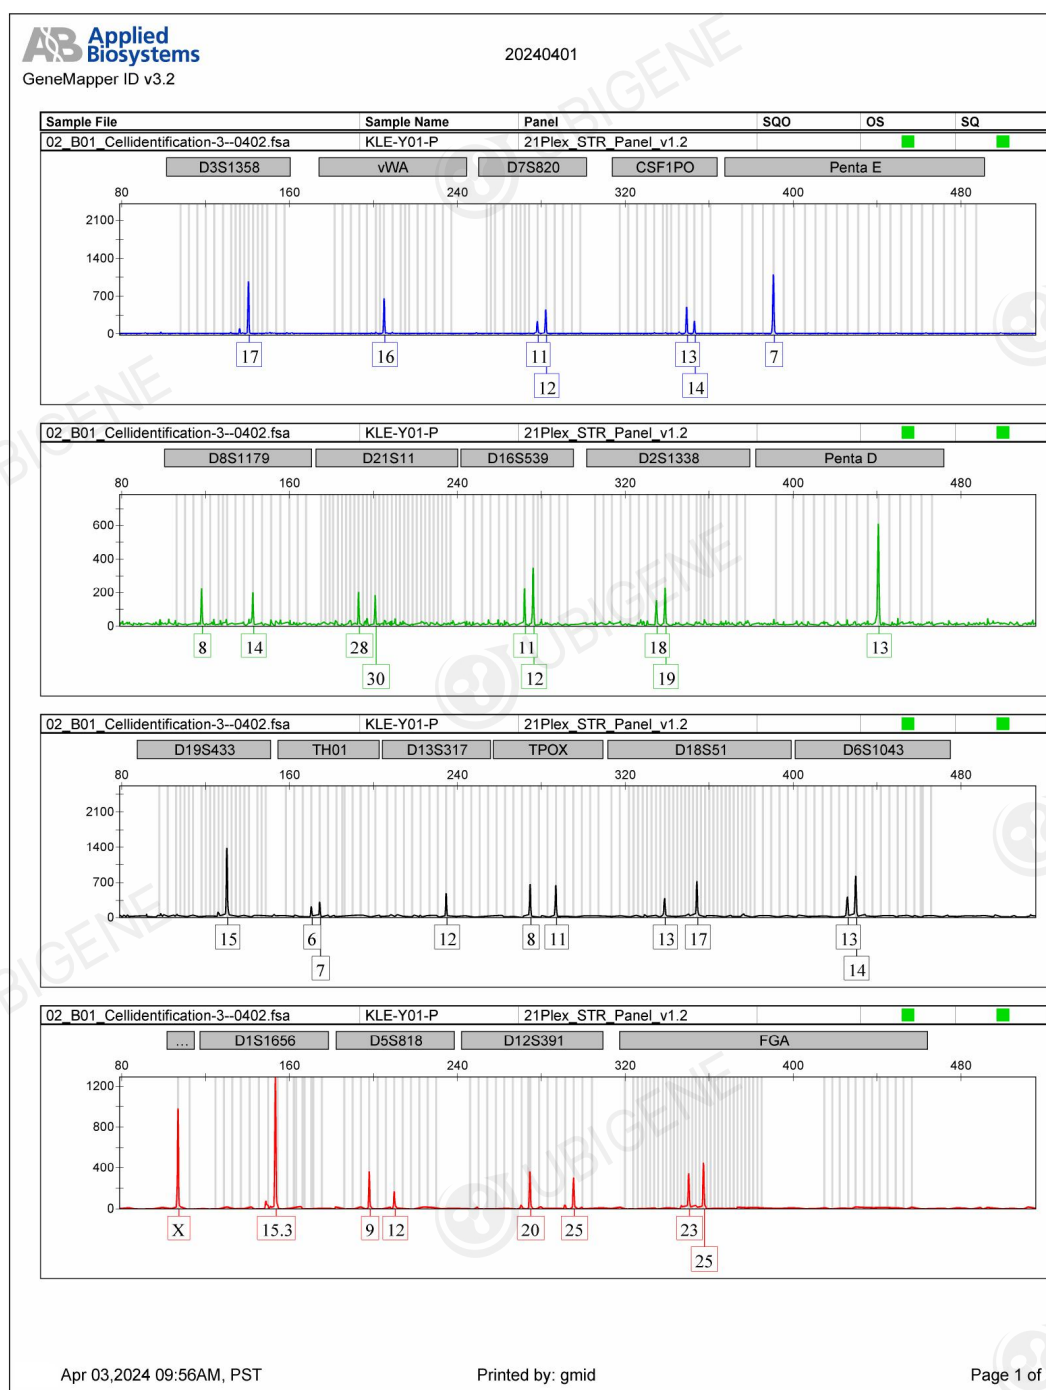 AB Applied
Biosystems
20240401
GeneMapper ID v3.2
Sample File Sample Name Panel SQO OS SQ
02_B01_Cellidentification-3--0402.fsa KLE-Y01-P 21Plex_STR_Panel_v1.2
D3S1358 vWA D7S820 CSF1PO Penta E
80 160 240 320 400 480
2100
1400
700
0
17 16 11 13 7
12 14
02_B01_Cellidentification-3--0402.fsa KLE-Y01-P 21Plex_STR_Panel_v1.2
D8S1179 D21S11 D16S539 D2S1338 Penta D
80 160 240 320 400 480
600
400
200
0
8 14 28 11 18 13
30 12 19
02_B01_Cellidentification-3--0402.fsa KLE-Y01-P 21Plex_STR_Panel_v1.2
D19S433 TH01 D13S317 TPOX D18S51 D6S1043
80 160 240 320 400 480
2100
1400
700
0
15 6 12 8 11 13 17 13
7 14
02_B01_Cellidentification-3--0402.fsa KLE-Y01-P 21Plex_STR_Panel_v1.2
... D1S1656 D5S818 D12S391 FGA
80 160 240 320 400 480
1200
800
400
0
X 15.3 9 12 20 25 23
25
Apr 03,2024 09:56AM, PST Printed by: gmid Page 1 of
UBIGENE
UBIGENE
UBIGENE
BIGENE
BIGENE